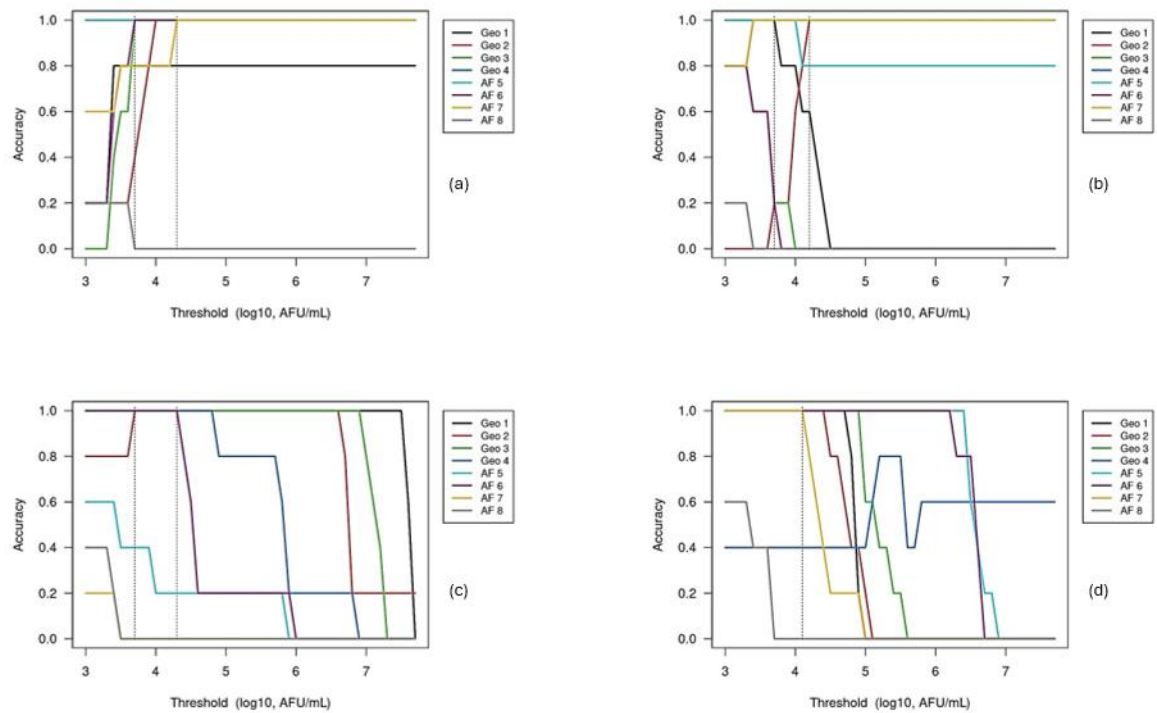 1.0
0.8
0.6
0.4
0.2
0.0
Accuracy
3 4 5 6 7
Threshold (log10, AFU/mL)
Geo 1
Geo 2
Geo 3
Geo 4
AF 5
AF 6
AF 7
AF 8
(a)
1.0
0.8
0.6
0.4
0.2
0.0
Accuracy
3 4 5 6 7
Threshold (log10, AFU/mL)
Geo 1
Geo 2
Geo 3
Geo 4
AF 5
AF 6
AF 7
AF 8
(b)
1.0
0.8
0.6
0.4
0.2
0.0
Accuracy
3 4 5 6 7
Threshold (log10, AFU/mL)
Geo 1
Geo 2
Geo 3
Geo 4
AF 5
AF 6
AF 7
AF 8
(c)
1.0
0.8
0.6
0.4
0.2
0.0
Accuracy
3 4 5 6 7
Threshold (log10, AFU/mL)
Geo 1
Geo 2
Geo 3
Geo 4
AF 5
AF 6
AF 7
AF 8
(d)